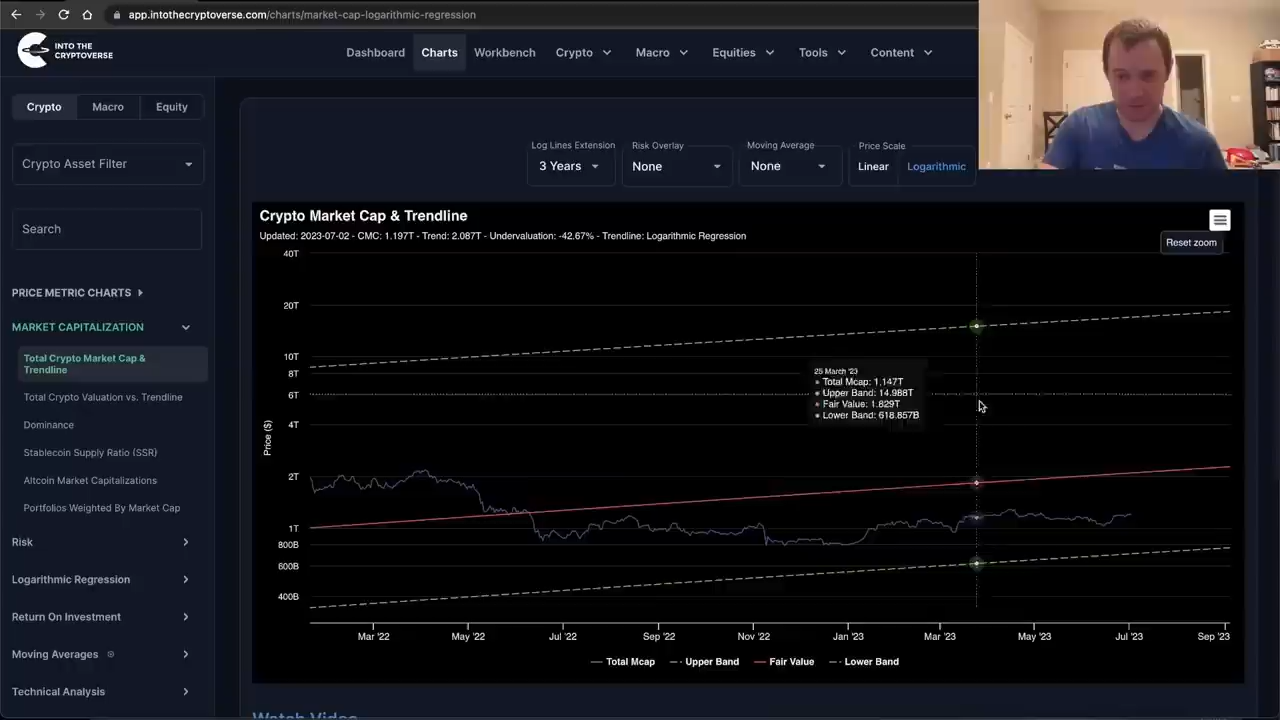 app.intothecryptoverse.com/charts/market-cap-logarithmic-regression
INTO THE
CRYPTOVERSE
Dashboard
Charts
Workbench
Crypto
Macro
Equities
Tools
Content
Crypto
Macro
Equity
Crypto Asset Filter
Search
PRICE METRIC CHARTS
MARKET CAPITALIZATION
Total Crypto Market Cap &
Trendline
Total Crypto Valuation vs. Trendline
Dominance
Stablecoin Supply Ratio (SSR)
Altcoin Market Capitalizations
Portfolios Weighted By Market Cap
Risk
Logarithmic Regression
Return On Investment
Moving Averages
Technical Analysis
Log Lines Extension
3 Years
Risk Overlay
None
Moving Average
None
Price Scale
Linear
Logarithmic
Crypto Market Cap & Trendline
Updated: 2023-07-02 - CMC: 1.197T - Trend: 2.087T - Undervaluation: -42.67% - Trendline: Logarithmic Regression
Reset zoom
40T
20T
10T
8T
6T
4T
2T
1T
800B
600B
400B
Price ($)
25 March '23
Total Mcap: 1.147T
Upper Band: 14.988T
Fair Value: 1.829T
Lower Band: 618.857B
Mar '22
May '22
Jul '22
Sep '22
Nov '22
Jan '23
Mar '23
May '23
Jul '23
Sep '23
Total Mcap
Upper Band
Fair Value
Lower Band
Watch Video